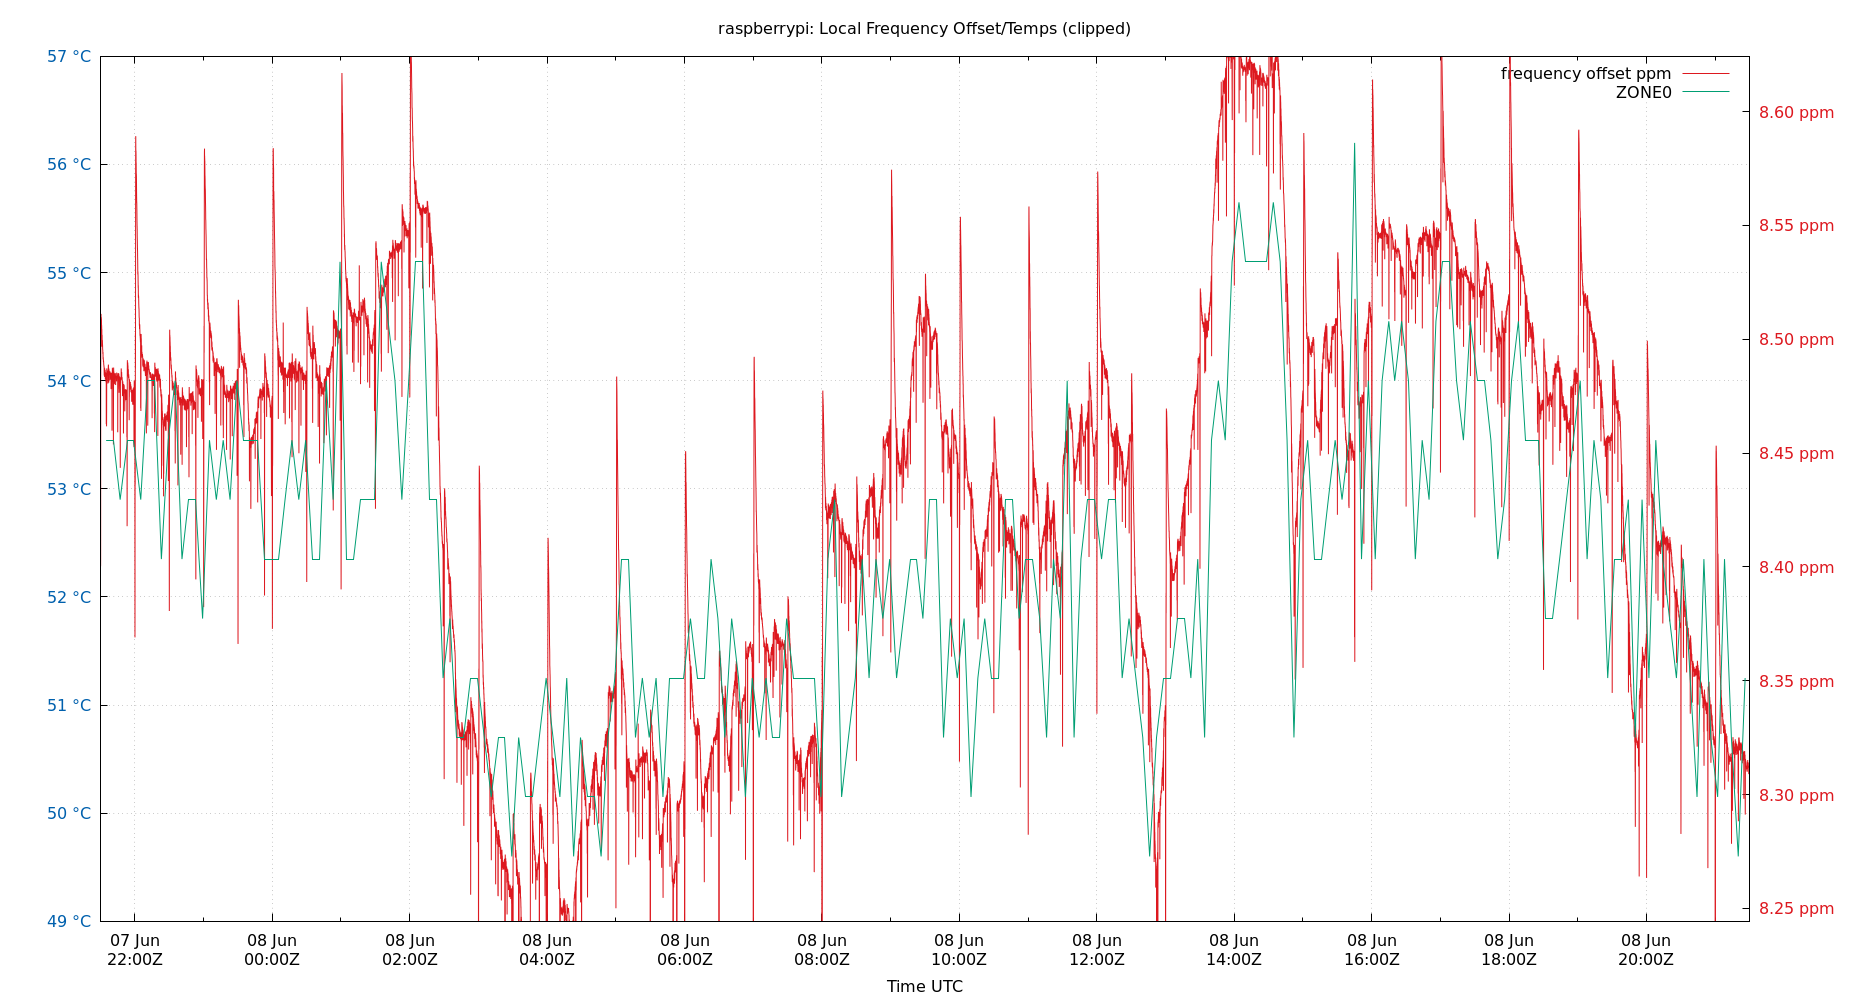 raspberrypi: Local Frequency Offset/Temps (clipped)
57 °C
56 °C
55 °C
54 °C
53 °C
52 °C
51 °C
50 °C
49 °C
frequency offset ppm
ZONE0
8.60 ppm
8.55 ppm
8.50 ppm
8.45 ppm
8.40 ppm
8.35 ppm
8.30 ppm
8.25 ppm
07 Jun 08 Jun 08 Jun 08 Jun 08 Jun 08 Jun 08 Jun 08 Jun 08 Jun 08 Jun 08 Jun 08 Jun
22:00Z 00:00Z 02:00Z 04:00Z 06:00Z 08:00Z 10:00Z 12:00Z 14:00Z 16:00Z 18:00Z 20:00Z
Time UTC